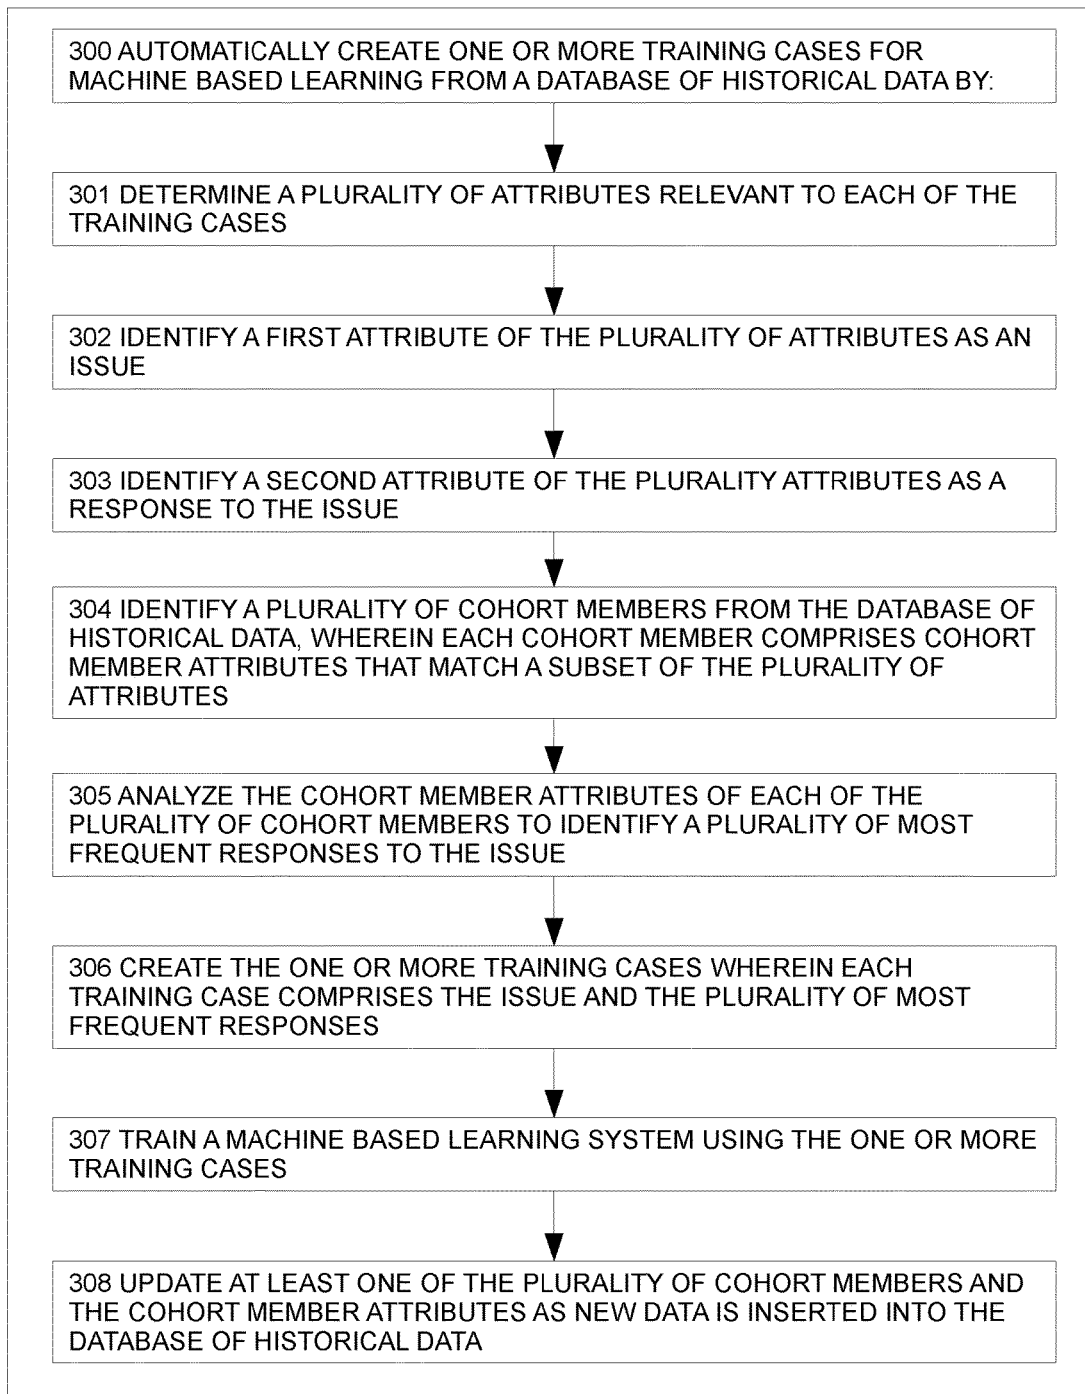 300 AUTOMATICALLY CREATE ONE OR MORE TRAINING CASES FOR
MACHINE BASED LEARNING FROM A DATABASE OF HISTORICAL DATA BY:
301 DETERMINE A PLURALITY OF ATTRIBUTES RELEVANT TO EACH OF THE
TRAINING CASES
302 IDENTIFY A FIRST ATTRIBUTE OF THE PLURALITY OF ATTRIBUTES AS AN
ISSUE
303 IDENTIFY A SECOND ATTRIBUTE OF THE PLURALITY ATTRIBUTES AS A
RESPONSE TO THE ISSUE
304 IDENTIFY A PLURALITY OF COHORT MEMBERS FROM THE DATABASE OF
HISTORICAL DATA, WHEREIN EACH COHORT MEMBER COMPRISES COHORT
MEMBER ATTRIBUTES THAT MATCH A SUBSET OF THE PLURALITY OF
ATTRIBUTES
305 ANALYZE THE COHORT MEMBER ATTRIBUTES OF EACH OF THE
PLURALITY OF COHORT MEMBERS TO IDENTIFY A PLURALITY OF MOST
FREQUENT RESPONSES TO THE ISSUE
306 CREATE THE ONE OR MORE TRAINING CASES WHEREIN EACH
TRAINING CASE COMPRISES THE ISSUE AND THE PLURALITY OF MOST
FREQUENT RESPONSES
307 TRAIN A MACHINE BASED LEARNING SYSTEM USING THE ONE OR MORE
TRAINING CASES
308 UPDATE AT LEAST ONE OF THE PLURALITY OF COHORT MEMBERS AND
THE COHORT MEMBER ATTRIBUTES AS NEW DATA IS INSERTED INTO THE
DATABASE OF HISTORICAL DATA